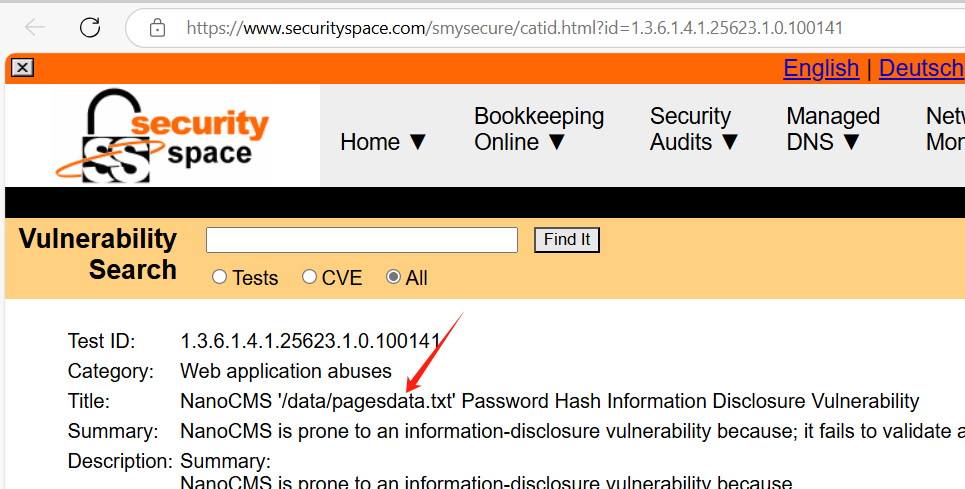 https://www.securityspace.com/smysecure/catid.html?id=1.3.6.1.4.1.25623.1.0.100141
English | Deutsch
security
space
SS
Home ▼
Bookkeeping
Online ▼
Security
Audits ▼
Managed
DNS ▼
Vulnerability
Search
Find It
Tests CVE All
Test ID: 1.3.6.1.4.1.25623.1.0.100141
Category: Web application abuses
Title: NanoCMS '/data/pagesdata.txt' Password Hash Information Disclosure Vulnerability
Summary: NanoCMS is prone to an information-disclosure vulnerability because; it fails to validate a
Description: Summary:
NanoCMS is prone to an information-disclosure vulnerability because